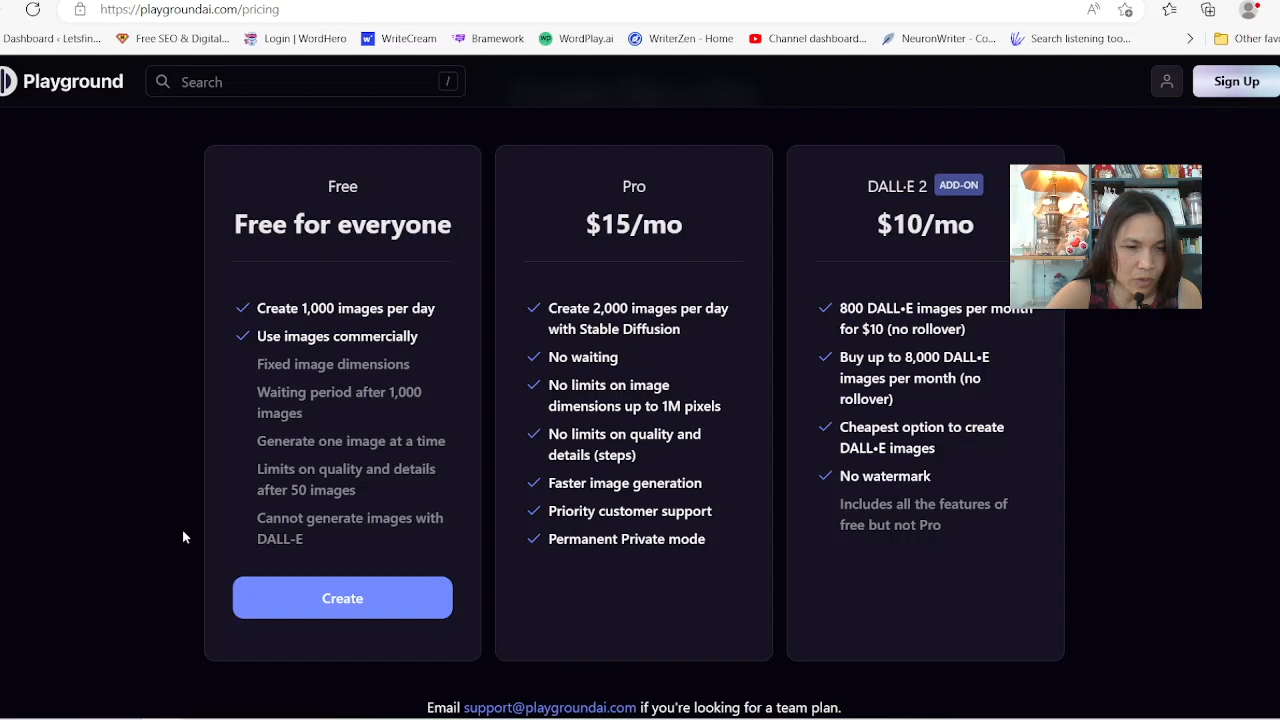 https://playgroundai.com/pricing
Dashboard ‹ Letsfin...
Free SEO & Digital...
Login | WordHero
WriteCream
Bramework
WordPlay.ai
WriterZen - Home
Channel dashboard...
NeuronWriter - Co...
Search listening too...
Other fav
Playground
Search
/
Sign Up
Free
Free for everyone
Create 1,000 images per day
Use images commercially
Fixed image dimensions
Waiting period after 1,000
images
Generate one image at a time
Limits on quality and details
after 50 images
Cannot generate images with
DALL-E
Create
Pro
$15/mo
Create 2,000 images per day
with Stable Diffusion
No waiting
No limits on image
dimensions up to 1M pixels
No limits on quality and
details (steps)
Faster image generation
Priority customer support
Permanent Private mode
DALL·E 2 ADD-ON
$10/mo
800 DALL•E images per month
for $10 (no rollover)
Buy up to 8,000 DALL•E
images per month (no
rollover)
Cheapest option to create
DALL•E images
No watermark
Includes all the features of
free but not Pro
Email support@playgroundai.com if you're looking for a team plan.